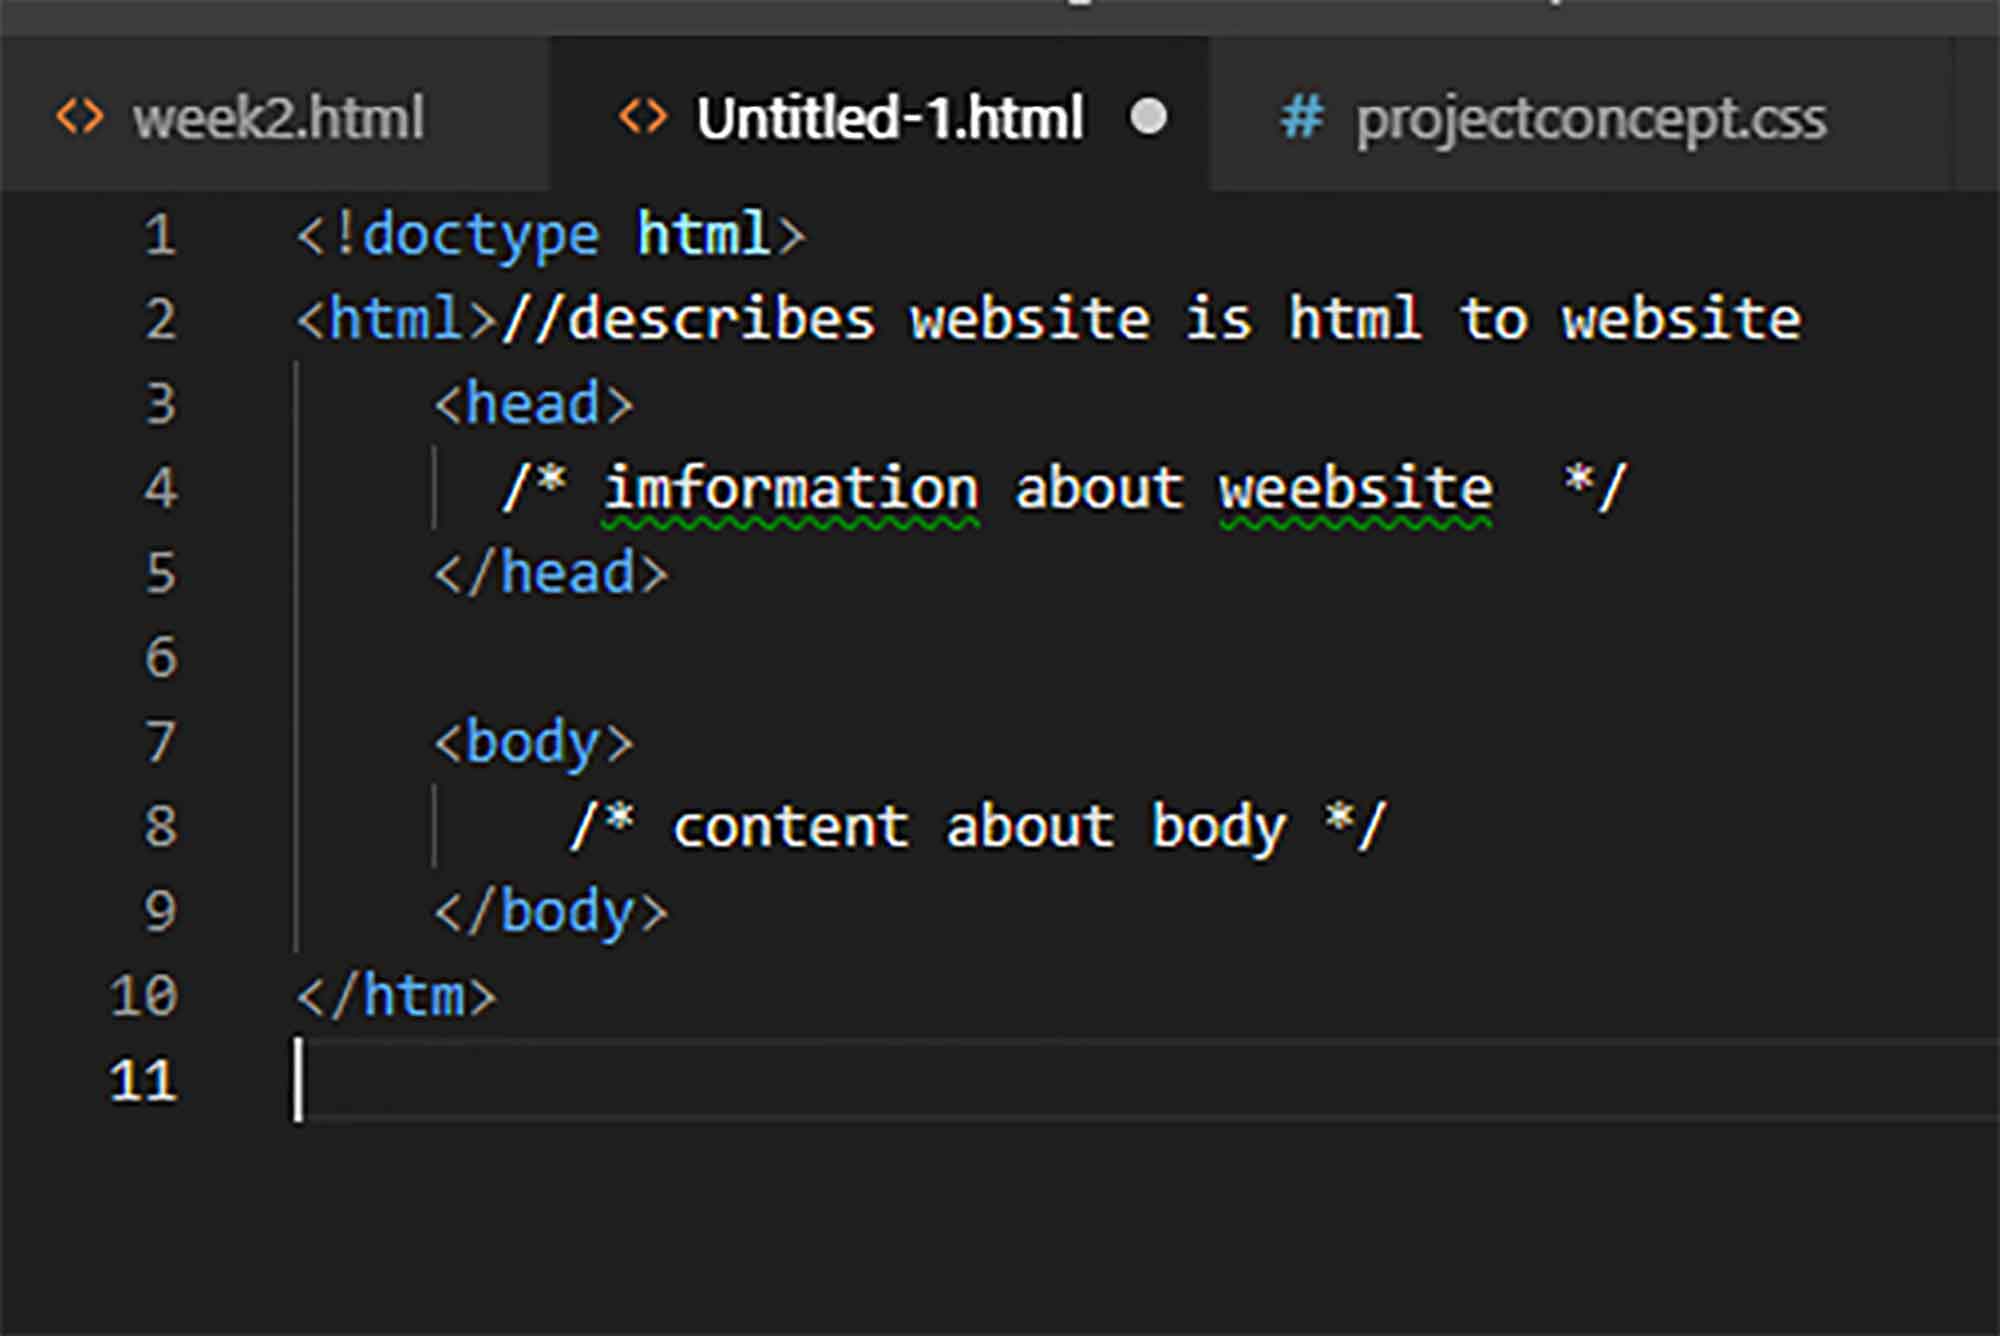 week2.html Untitled-1.html projectconcept.css
1 <!doctype html>
2 <html>//describes website is html to website
3 <head>
4 /* imformation about weebsite  */
5 </head>
6
7 <body>
8 /* content about body */
9 </body>
10 </htm>
11